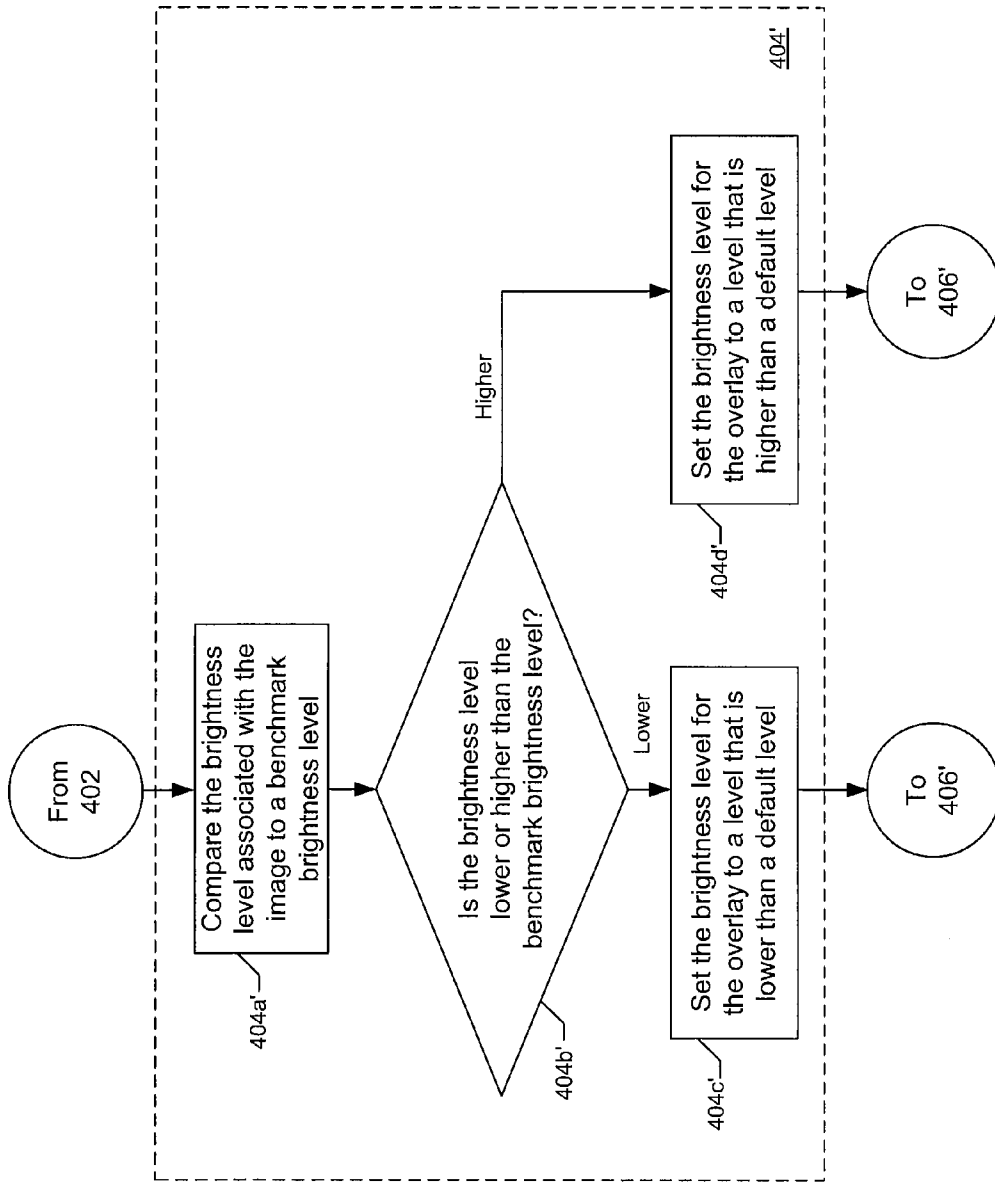 From
402
Compare the brightness
level associated with the
image to a benchmark
brightness level
404a'
Is the brightness level
lower or higher than the
benchmark brightness level?
404b'
Lower
Higher
Set the brightness level for
the overlay to a level that is
lower than a default level
404c'
Set the brightness level for
the overlay to a level that is
higher than a default level
404d'
404'
To
406'
To
406'